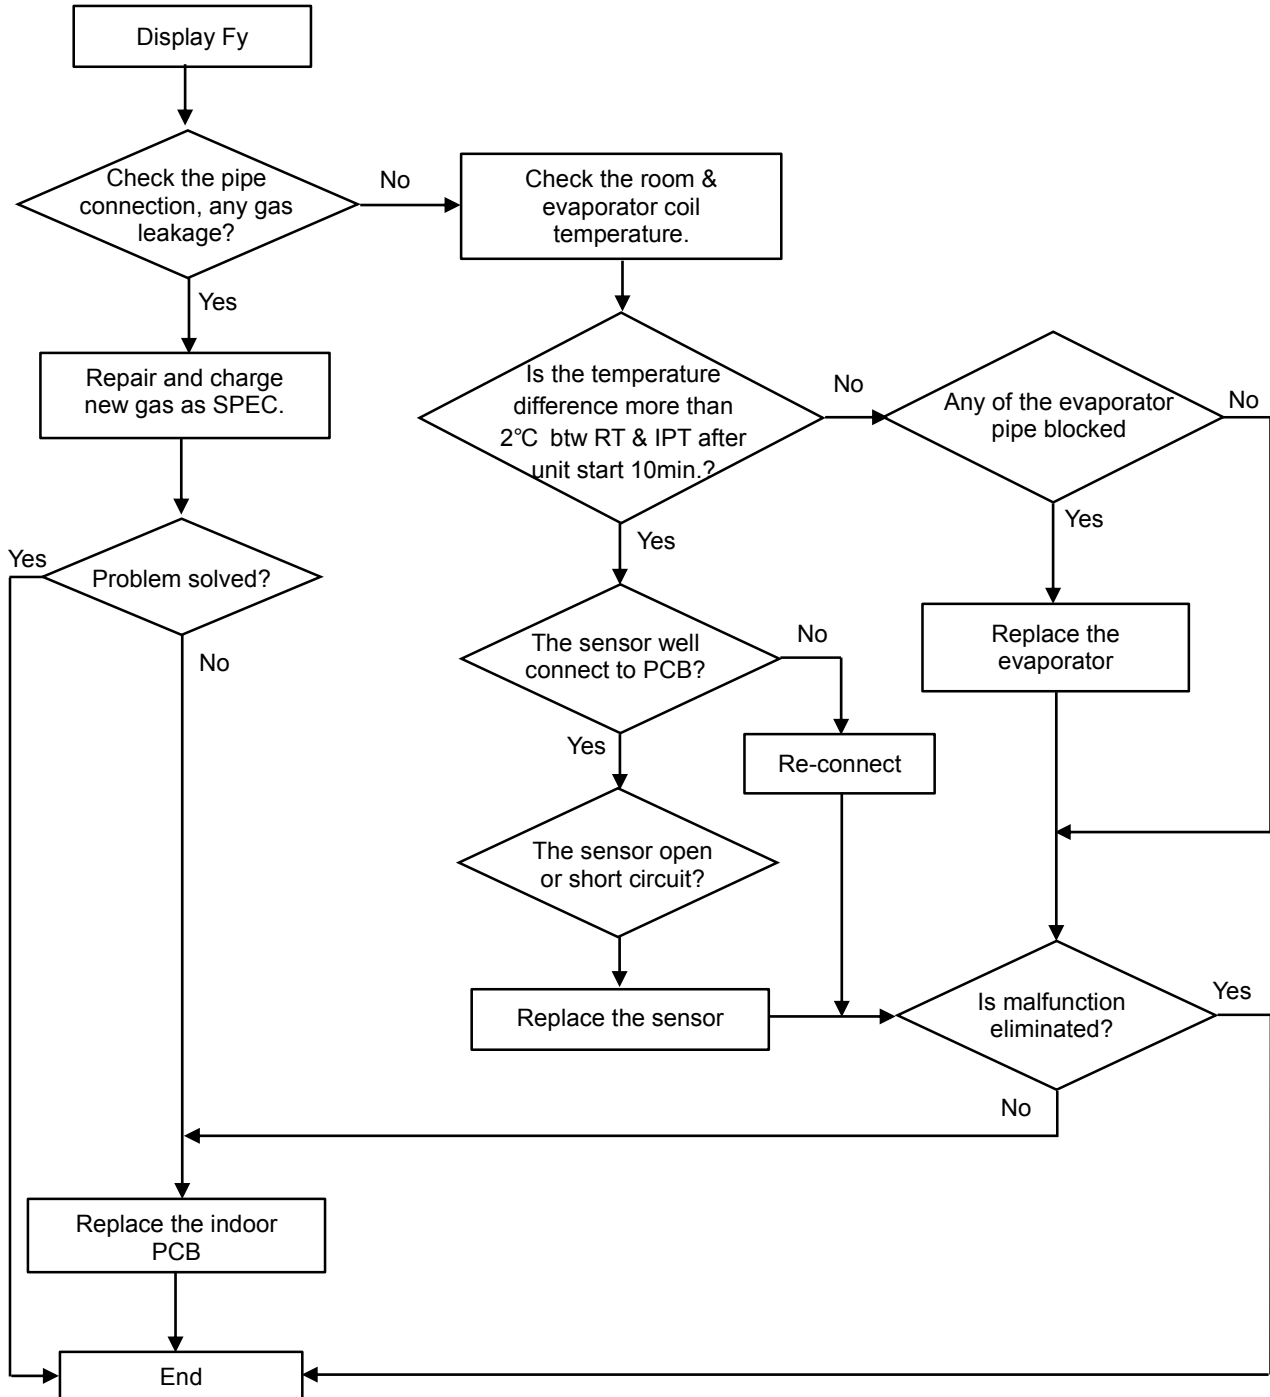 Display Fy
Check the pipe
connection, any gas
leakage?
No
Check the room &
evaporator coil
temperature.
Yes
Repair and charge
new gas as SPEC.
Is the temperature
difference more than
2℃ btw RT & IPT after
unit start 10min.?
No
Any of the evaporator
pipe blocked
No
Yes
Yes
Yes
Problem solved?
No
The sensor well
connect to PCB?
No
Replace the
evaporator
Yes
Re-connect
The sensor open
or short circuit?
Replace the sensor
Is malfunction
eliminated?
Yes
No
Replace the indoor
PCB
End